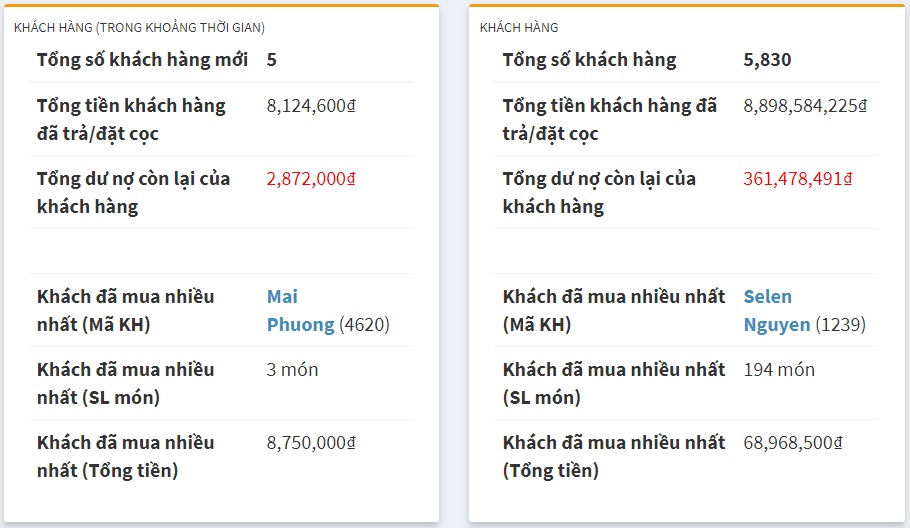 KHÁCH HÀNG (TRONG KHOẢNG THỜI GIAN)
Tổng số khách hàng mới 5
Tổng tiền khách hàng 8,124,600₫
đã trả/đặt cọc
Tổng dư nợ còn lại của 2,872,000₫
khách hàng
Khách đã mua nhiều Mai
nhất (Mã KH) Phuong (4620)
Khách đã mua nhiều 3 món
nhất (SL món)
Khách đã mua nhiều 8,750,000₫
nhất (Tổng tiền)
KHÁCH HÀNG
Tổng số khách hàng 5,830
Tổng tiền khách hàng đã 8,898,584,225₫
trả/đặt cọc
Tổng dư nợ còn lại của 361,478,491₫
khách hàng
Khách đã mua nhiều nhất Selen
(Mã KH) Nguyen (1239)
Khách đã mua nhiều nhất 194 món
(SL món)
Khách đã mua nhiều nhất 68,968,500₫
(Tổng tiền)